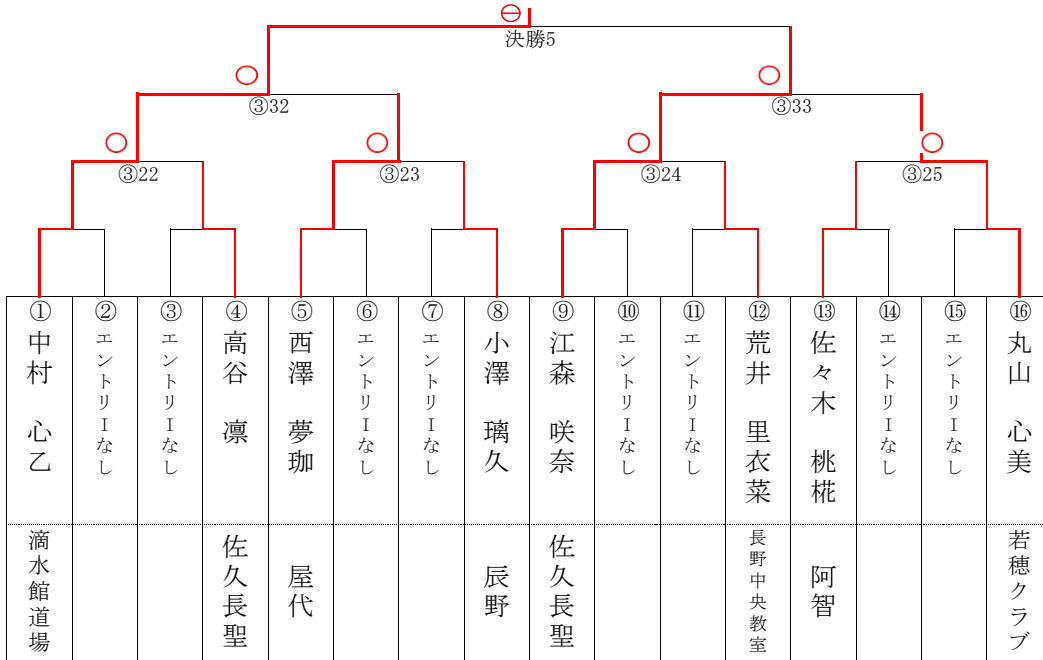 決勝5
③32
③33
③22
③23
③24
③25
①
中村　心乙
滴水館道場
②
エントリーなし
③
エントリーなし
④
高谷　凛
佐久長聖
⑤
西澤　夢珈
屋代
⑥
エントリーなし
⑦
エントリーなし
⑧
小澤　璃久
辰野
⑨
江森　咲奈
佐久長聖
⑩
エントリーなし
⑪
エントリーなし
⑫
荒井　里衣菜
長野中央教室
⑬
佐々木　桃椛
阿智
⑭
エントリーなし
⑮
エントリーなし
⑯
丸山　心美
若穂クラブ